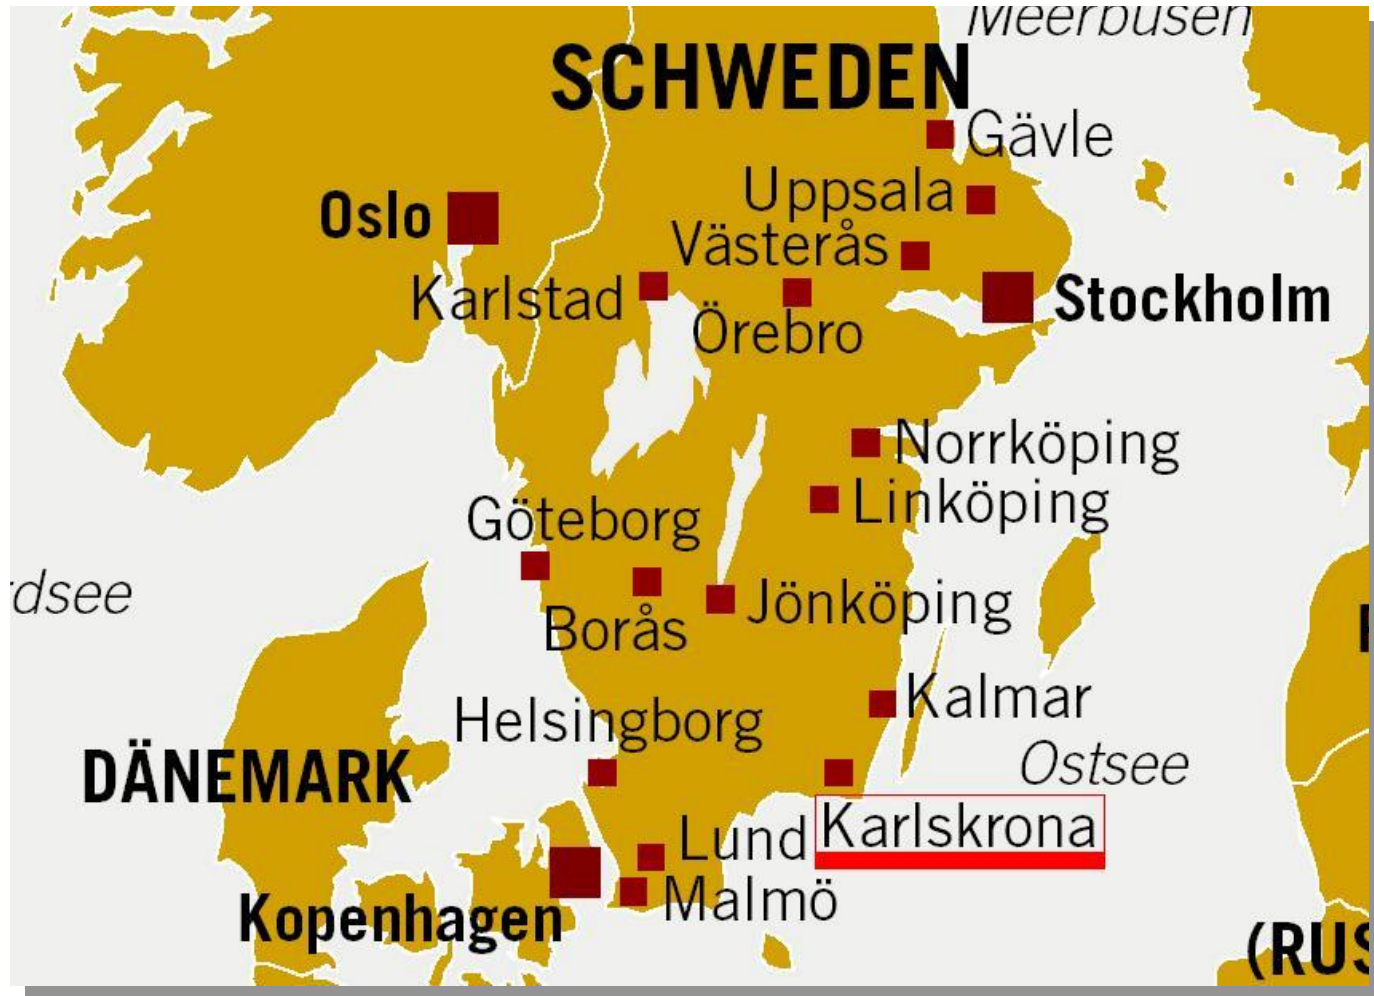 Meerbusen
SCHWEDEN
Gävle
Uppsala
Oslo
Västerås
Karlstad
Stockholm
Örebro
Norrköping
Linköping
Göteborg
dsee
Jönköping
Borås
Kalmar
Helsingborg
Ostsee
DÄNEMARK
Karlskrona
Lund
Malmö
Kopenhagen
(RUS